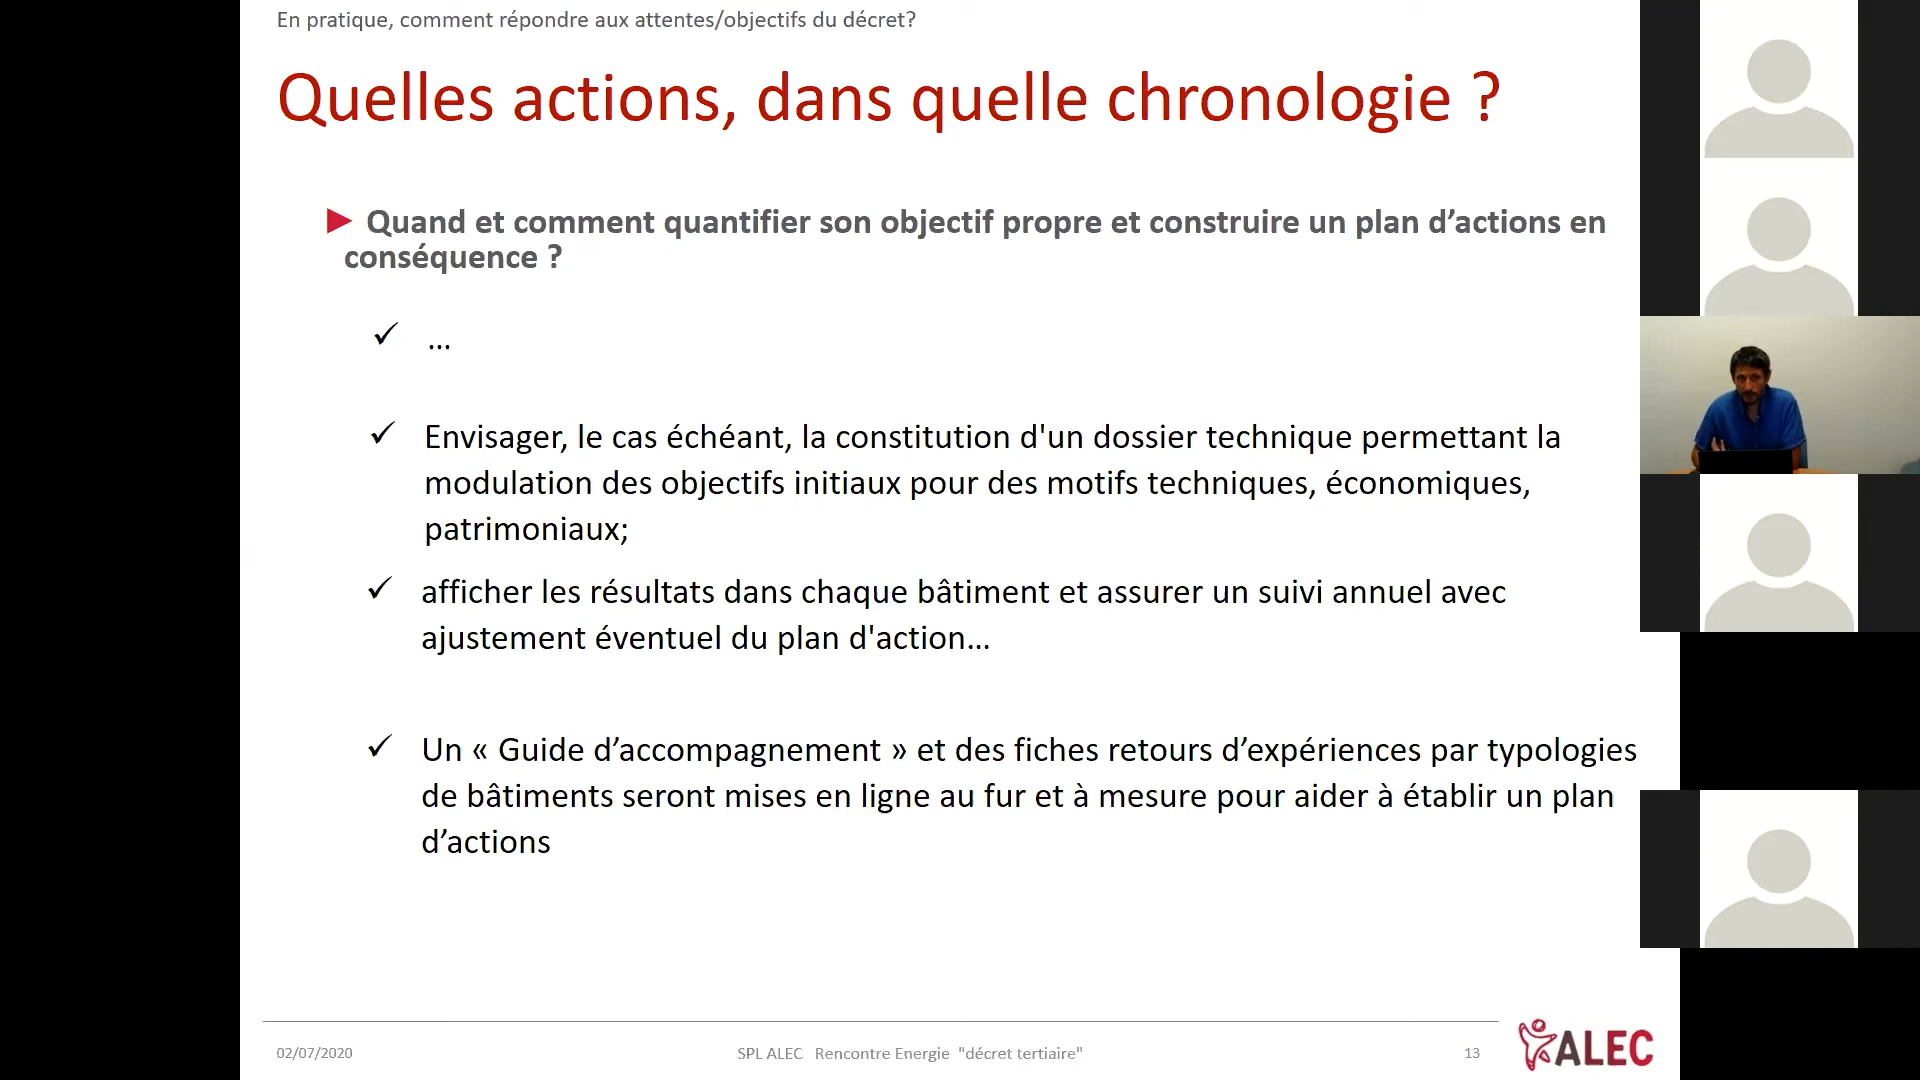 En pratique, comment répondre aux attentes/objectifs du décret?
Quelles actions, dans quelle chronologie ?
► Quand et comment quantifier son objectif propre et construire un plan d’actions en
conséquence ?
✓ ...
✓ Envisager, le cas échéant, la constitution d'un dossier technique permettant la
modulation des objectifs initiaux pour des motifs techniques, économiques,
patrimoniaux;
✓ afficher les résultats dans chaque bâtiment et assurer un suivi annuel avec
ajustement éventuel du plan d'action…
✓ Un « Guide d’accompagnement » et des fiches retours d’expériences par typologies
de bâtiments seront mises en ligne au fur et à mesure pour aider à établir un plan
d’actions
02/07/2020
SPL ALEC Rencontre Energie "décret tertiaire"
13
ALEC